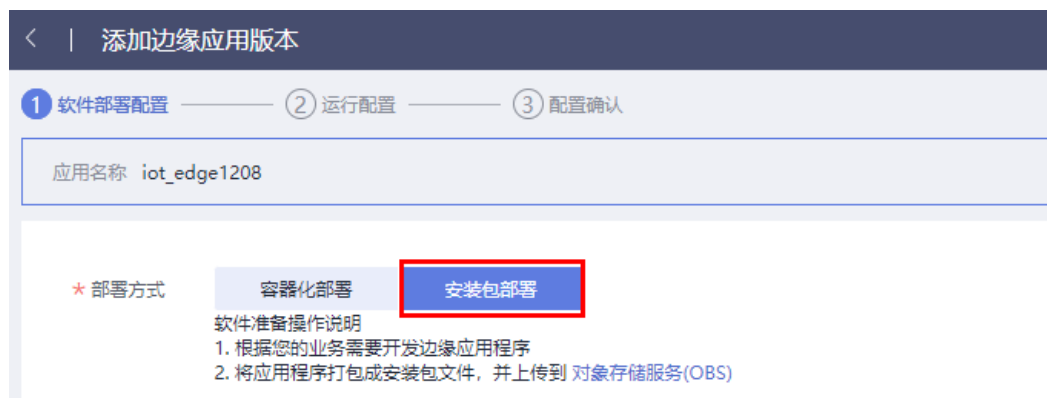 添加边缘应用版本
1 软件部署配置 2 运行配置 3 配置确认
应用名称 iot_edge1208
* 部署方式 容器化部署 安装包部署
软件准备操作说明
1. 根据您的业务需要开发边缘应用程序
2. 将应用程序打包成安装包文件，并上传到 对象存储服务(OBS)